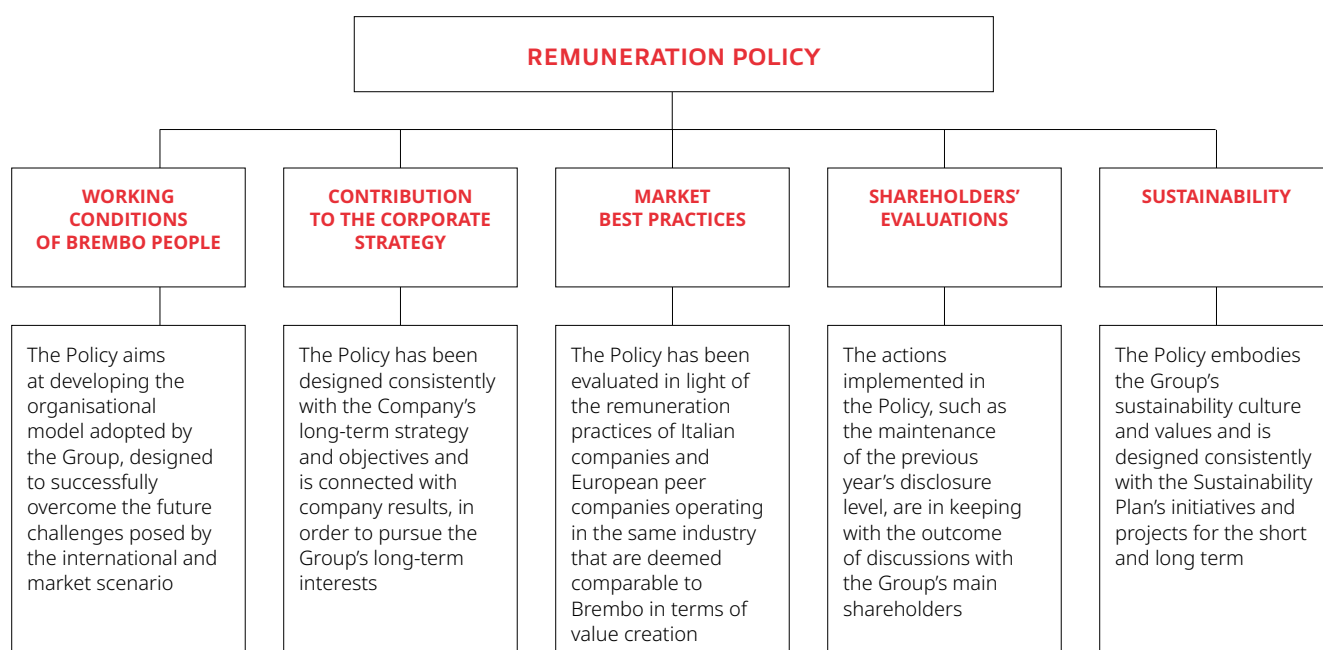 REMUNERATION POLICY
WORKING
CONDITIONS
OF BREMBO PEOPLE
The Policy aims
at developing the
organisational
model adopted by
the Group, designed
to successfully
overcome the future
challenges posed by
the international and
market scenario
CONTRIBUTION
TO THE CORPORATE
STRATEGY
The Policy has been
designed consistently
with the Company’s
long-term strategy
and objectives and
is connected with
company results, in
order to pursue the
Group’s long-term
interests
MARKET
BEST PRACTICES
The Policy has been
evaluated in light of
the remuneration
practices of Italian
companies and
European peer
companies operating
in the same industry
that are deemed
comparable to
Brembo in terms of
value creation
SHAREHOLDERS’
EVALUATIONS
The actions
implemented in
the Policy, such as
the maintenance
of the previous
year’s disclosure
level, are in keeping
with the outcome
of discussions with
the Group’s main
shareholders
SUSTAINABILITY
The Policy embodies
the Group’s
sustainability culture
and values and is
designed consistently
with the Sustainability
Plan’s initiatives and
projects for the short
and long term